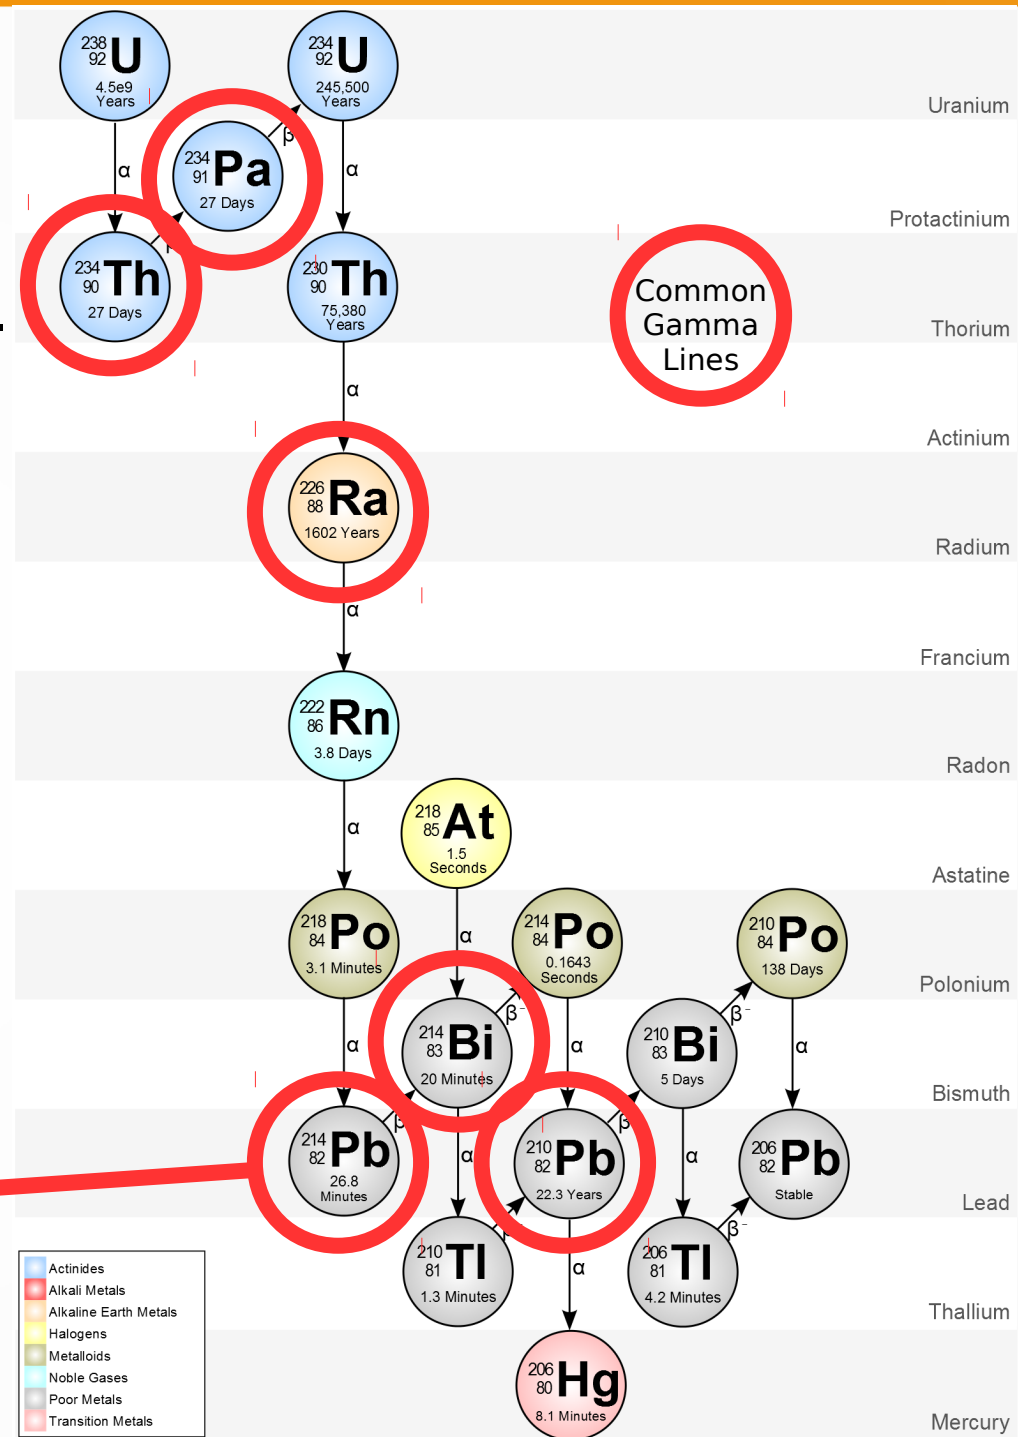 238
92 U
4.5e9
Years
234
92 U
245,500
Years
Uranium
α
β
234
91 Pa
27 Days
α
Protactinium
234
90 Th
27 Days
230
90 Th
75,380
Years
Common
Gamma
Lines
Thorium
α
Actinium
226
88 Ra
1602 Years
Radium
α
Francium
222
86 Rn
3.8 Days
Radon
α
218
85 At
1.5
Seconds
Astatine
218
84 Po
3.1 Minutes
α
214
84 Po
0.1643
Seconds
210
84 Po
138 Days
Polonium
α
214
83 Bi
20 Minutes
β-
α
210
83 Bi
5 Days
β-
α
Bismuth
214
82 Pb
26.8
Minutes
β
α
210
82 Pb
22.3 Years
β
α
206
82 Pb
Stable
Lead
210
81 Tl
1.3 Minutes
α
206
81 Tl
4.2 Minutes
β-
Thallium
206
80 Hg
8.1 Minutes
Mercury
Actinides
Alkali Metals
Alkaline Earth Metals
Halogens
Metalloids
Noble Gases
Poor Metals
Transition Metals